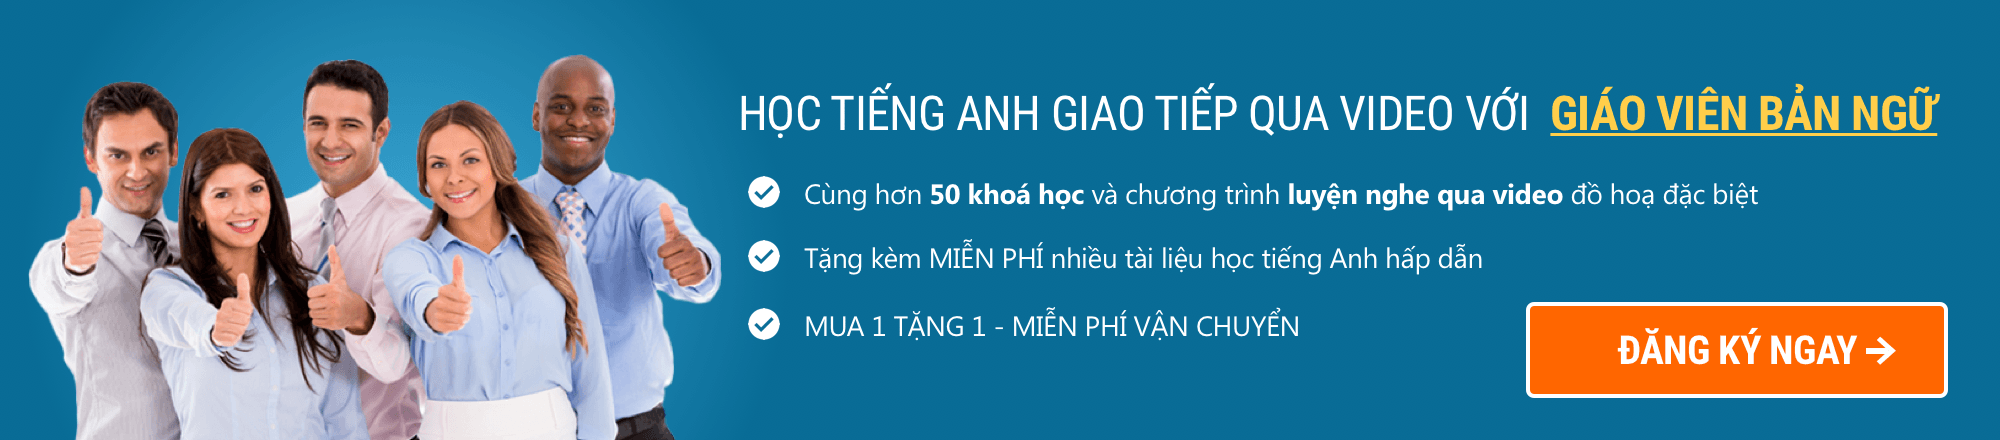 HỌC TIẾNG ANH GIAO TIẾP QUA VIDEO VỚI GIÁO VIÊN BẢN NGỮ
Cùng hơn 50 khoá học và chương trình luyện nghe qua video đồ hoạ đặc biệt
Tặng kèm MIỄN PHÍ nhiều tài liệu học tiếng Anh hấp dẫn
MUA 1 TẶNG 1 - MIỄN PHÍ VẬN CHUYỂN
ĐĂNG KÝ NGAY →